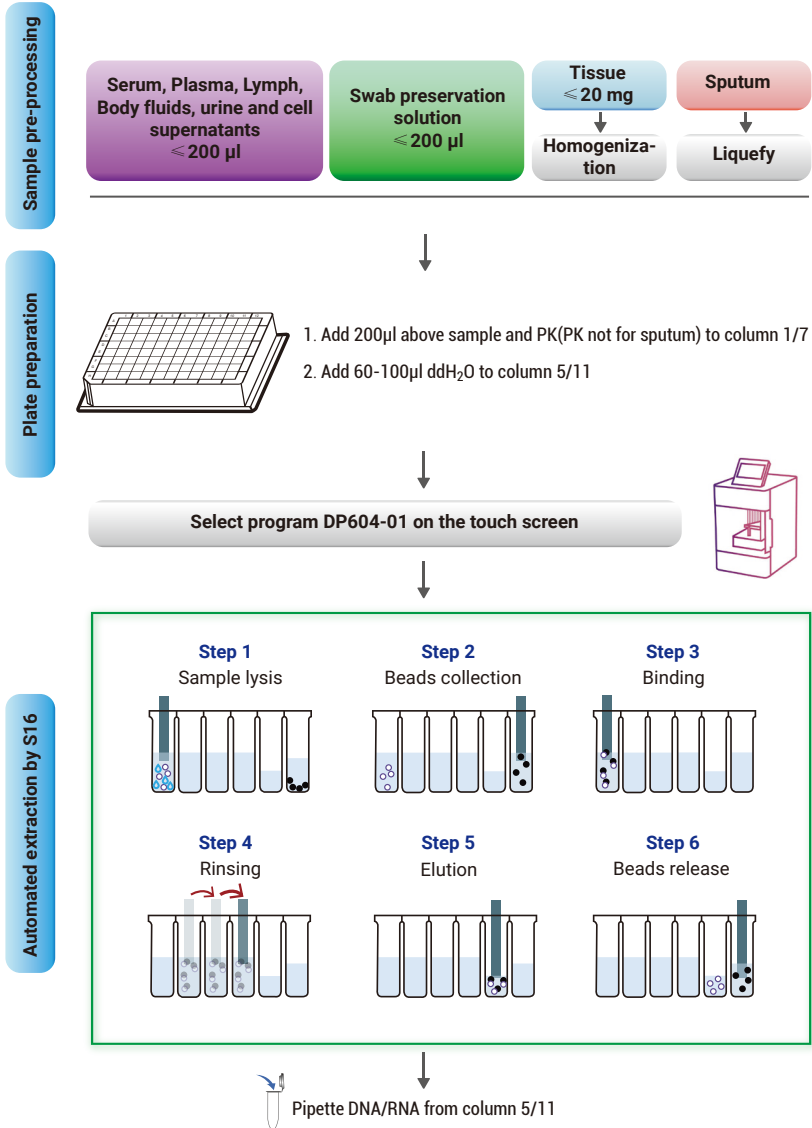 Sample pre-processing
Serum, Plasma, Lymph,
Body fluids, urine and cell
supernatants
≤200 µl
Swab preservation
solution
≤200 µl
Tissue
≤20 mg
Homogeniza-
tion
Sputum
Liquefy
Plate preparation
1. Add 200µl above sample and PK(PK not for sputum) to column 1/7
2. Add 60-100µl ddH₂O to column 5/11
Select program DP604-01 on the touch screen
Automated extraction by S16
Step 1
Sample lysis
Step 2
Beads collection
Step 3
Binding
Step 4
Rinsing
Step 5
Elution
Step 6
Beads release
Pipette DNA/RNA from column 5/11